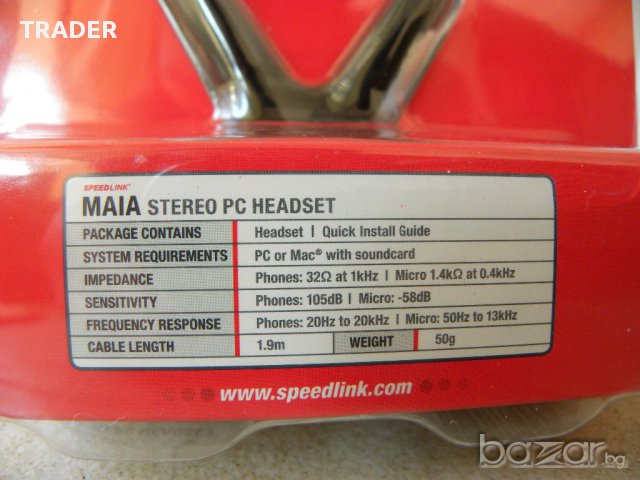 TRADER
SPEEDLINK®
MAIA STEREO PC HEADSET
PACKAGE CONTAINS Headset | Quick Install Guide
SYSTEM REQUIREMENTS PC or Mac® with soundcard
IMPEDANCE Phones: 32Ω at 1kHz | Micro 1.4kΩ at 0.4kHz
SENSITIVITY Phones: 105dB | Micro: -58dB
FREQUENCY RESPONSE Phones: 20Hz to 20kHz | Micro: 50Hz to 13kHz
CABLE LENGTH 1.9m WEIGHT 50g
www.speedlink.com
bazar.bg